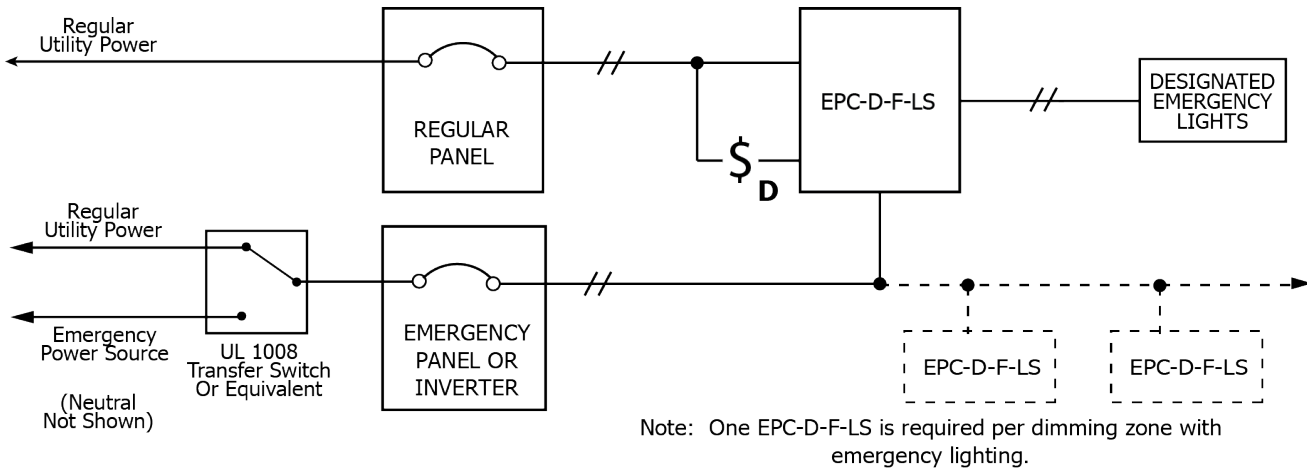 Regular
Utility Power
REGULAR
PANEL
$
D
EPC-D-F-LS
DESIGNATED
EMERGENCY
LIGHTS
Regular
Utility Power
Emergency
Power Source
(Neutral
Not Shown)
UL 1008
Transfer Switch
Or Equivalent
EMERGENCY
PANEL OR
INVERTER
EPC-D-F-LS
EPC-D-F-LS
Note: One EPC-D-F-LS is required per dimming zone with
emergency lighting.